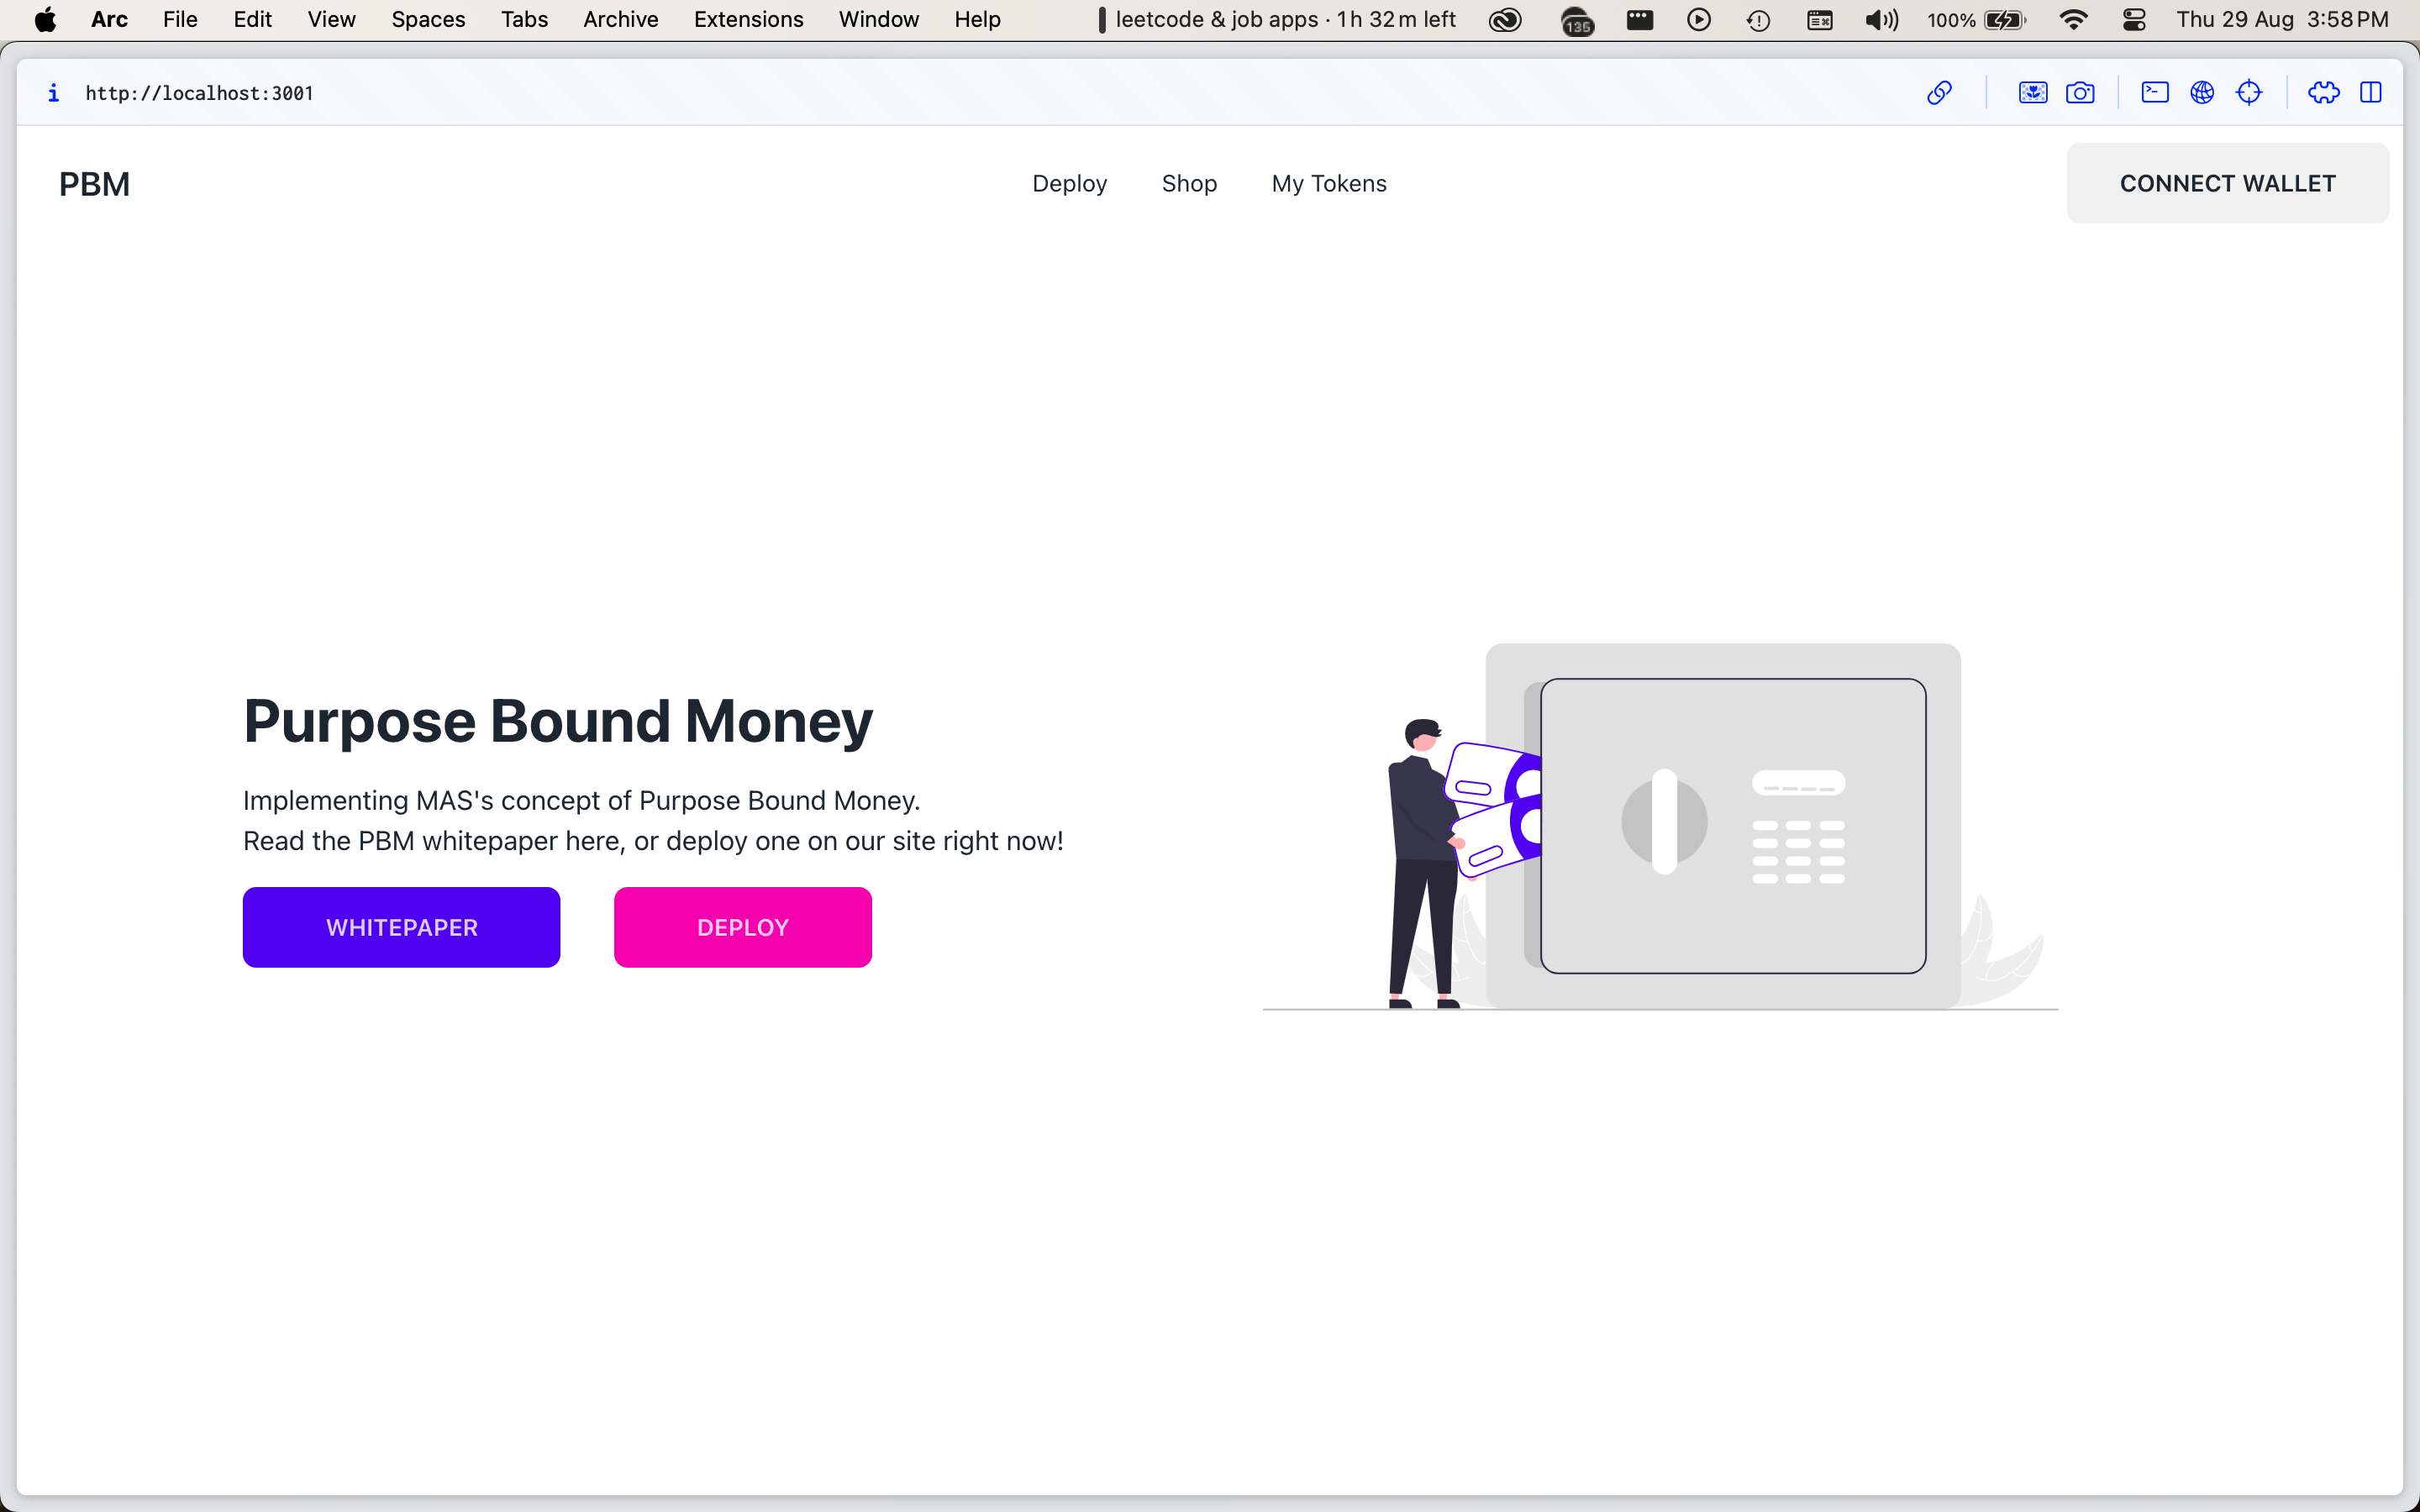 Arc File Edit View Spaces Tabs Archive Extensions Window Help leetcode & job apps · 1h 32m left 135 100% Thu 29 Aug 3:58 PM
i http://localhost:3001
PBM Deploy Shop My Tokens CONNECT WALLET
Purpose Bound Money
Implementing MAS's concept of Purpose Bound Money.
Read the PBM whitepaper here, or deploy one on our site right now!
WHITEPAPER DEPLOY